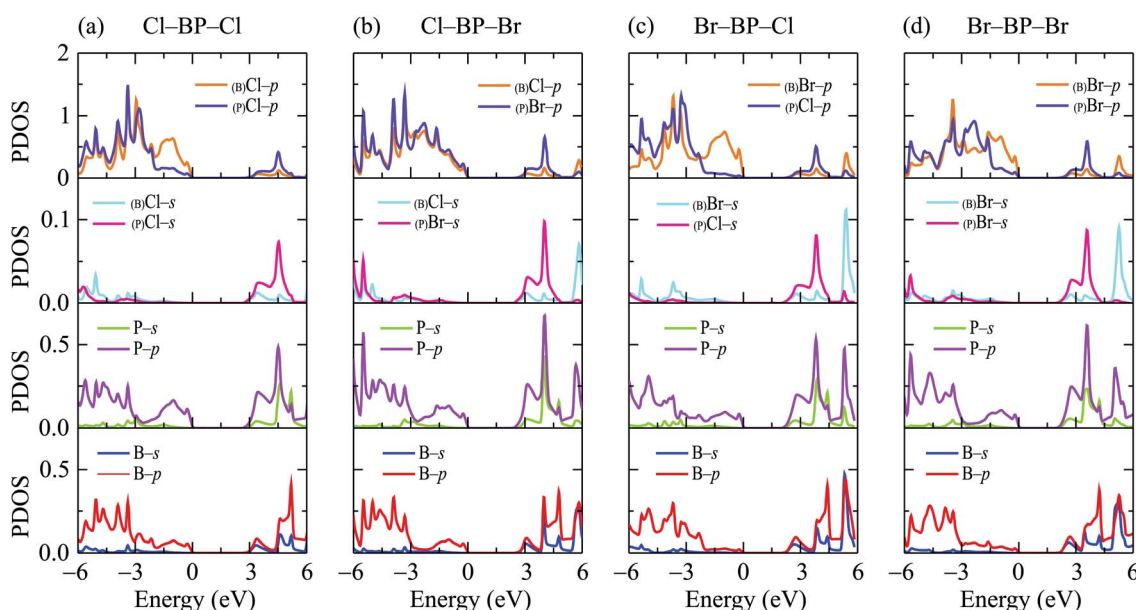 (a) Cl–BP–Cl (b) Cl–BP–Br (c) Br–BP–Cl (d) Br–BP–Br
2
PDOS
(B)Cl–p (B)Cl–p (B)Br–p (B)Br–p
(P)Cl–p (P)Br–p (P)Cl–p (P)Br–p
1
0
PDOS
(B)Cl–s (B)Cl–s (B)Br–s (B)Br–s
(P)Cl–s (P)Br–s (P)Cl–s (P)Br–s
0.1
0.0
PDOS
P–s P–s P–s P–s
P–p P–p P–p P–p
0.5
0.0
PDOS
B–s B–s B–s B–s
B–p B–p B–p B–p
0.5
0.0
−6 −3 0 3 6 −3 0 3 6 −3 0 3 6 −3 0 3 6
Energy (eV) Energy (eV) Energy (eV) Energy (eV)